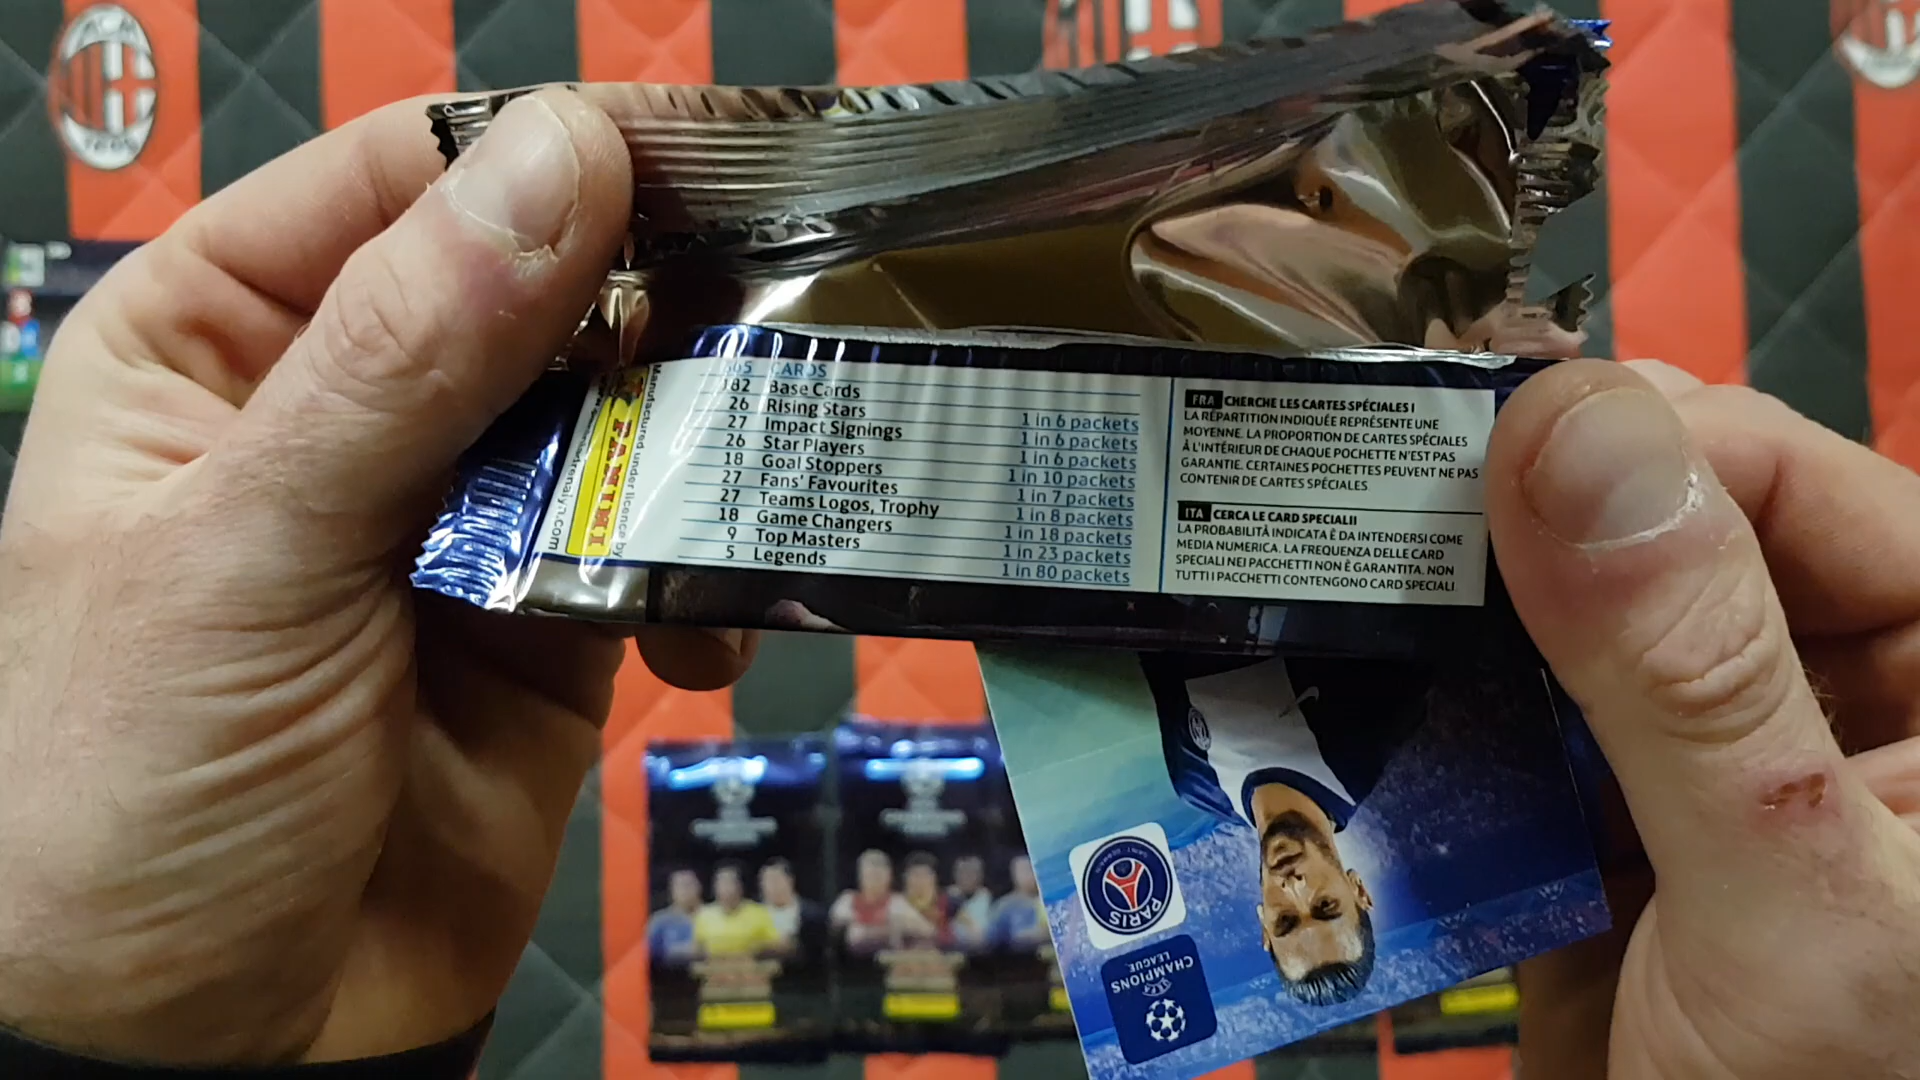 ACM
1899
CARDS
182 Base Cards
26 Rising Stars 1 in 6 packets
27 Impact Signings 1 in 6 packets
26 Star Players 1 in 6 packets
18 Goal Stoppers 1 in 10 packets
27 Fans' Favourites 1 in 7 packets
27 Teams Logos, Trophy 1 in 8 packets
18 Game Changers 1 in 18 packets
9 Top Masters 1 in 23 packets
5 Legends 1 in 80 packets
Manufactured under licence by
PANINI
FRA CHERCHE LES CARTES SPÉCIALES !
LA RÉPARTITION INDIQUÉE REPRÉSENTE UNE
MOYENNE. LA PROPORTION DE CARTES SPÉCIALES
À L'INTÉRIEUR DE CHAQUE POCHETTE N'EST PAS
GARANTIE. CERTAINES POCHETTES PEUVENT NE PAS
CONTENIR DE CARTES SPÉCIALES.
ITA CERCA LE CARD SPECIALI!
LA PROBABILITÀ INDICATA È DA INTENDERSI COME
MEDIA NUMERICA. LA FREQUENZA DELLE CARD
SPECIALI NEI PACCHETTI NON È GARANTITA. NON
TUTTI I PACCHETTI CONTENGONO CARD SPECIALI.
PARIS
SAINT-GERMAIN
UEFA
CHAMPIONS
LEAGUE